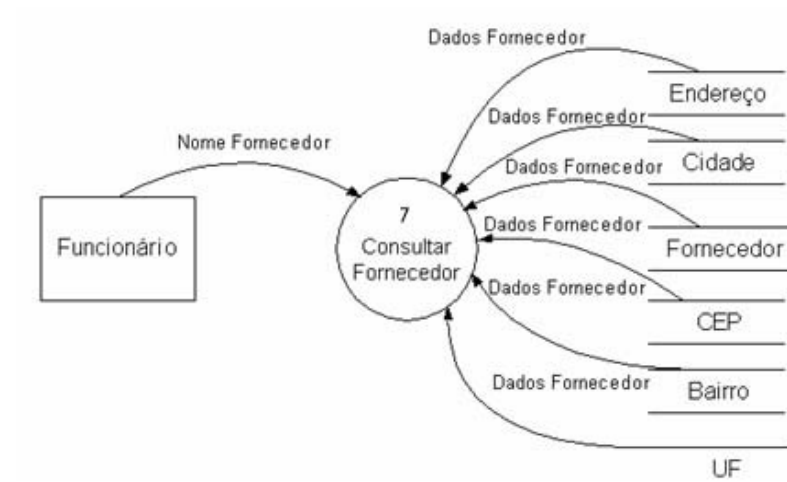 Dados Fornecedor
Endereço
Dados Fornecedor
Nome Fornecedor
Cidade
Dados Fornecedor
7
Dados Fornecedor
Funcionário
Consultar
Fornecedor
Fornecedor
Dados Fornecedor
CEP
Dados Fornecedor
Bairro
UF